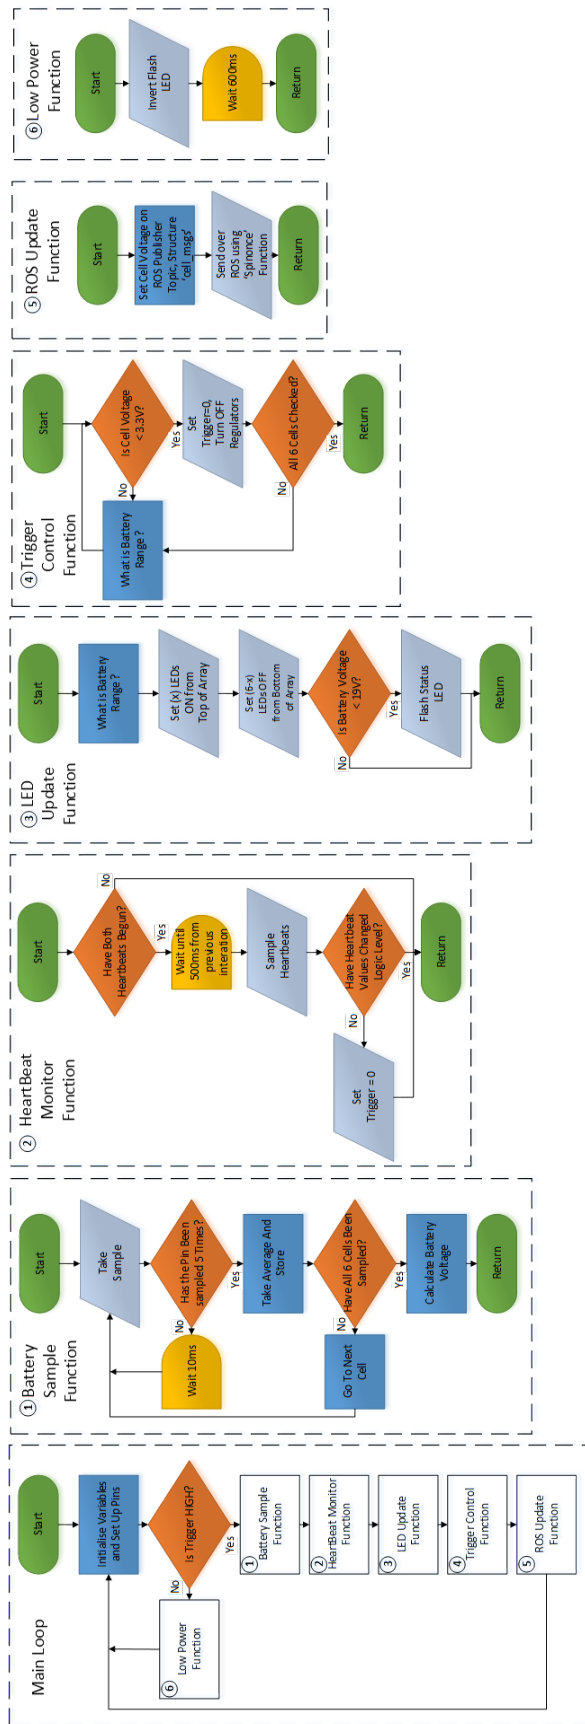 Main Loop
Start
Initialise Variables
and Set Up Pins
Is Trigger HIGH?
No
Yes
6
Low Power
Function
1
Battery Sample
Function
2
HeartBeat Monitor
Function
3
LED Update
Function
4
Trigger Control
Function
5
ROS Update
Function
1 Battery
Sample
Function
Start
Take
Sample
Has the Pin Been
sampled 5 Times?
No
Yes
Wait 10ms
Take Average And
Store
Have All 6 Cells Been
Sampled?
No
Yes
Go To Next
Cell
Calculate Battery
Voltage
Return
2 HeartBeat
Monitor
Function
Start
Have Both
Heartbeats Begun?
No
Yes
Wait until
500ms from
previous
interation
Sample
Heartbeats
Have Heartbeat
Values Changed
Logic Level?
No
Yes
Set
Trigger = 0
Return
3 LED
Update
Function
Start
What is Battery
Range ?
Set (x) LEDs
ON from
Top of Array
Set (6-x)
LEDs OFF
from Bottom
of Array
Is Battery Voltage
< 19V?
No
Yes
Flash Status
LED
Return
4 Trigger
Control
Function
Start
Is Cell Voltage
< 3.3V?
No
Yes
What is Battery
Range ?
Set
Trigger=0,
Turn OFF
Regulators
All 6 Cells Checked?
No
Yes
Return
5 ROS Update
Function
Start
Set Cell Voltage on
ROS Publisher
Topic, Structure
'cell_msgs'
Send over
ROS using
'Spinonce'
Function
Return
6 Low Power
Function
Start
Invert Flash
LED
Wait 600ms
Return